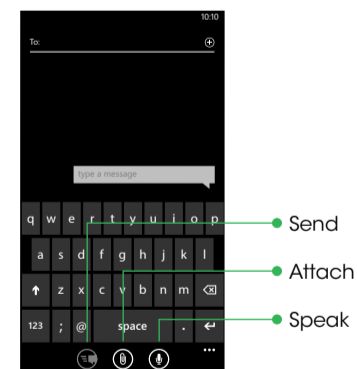 10:10
To:
type a message
q w e r t y u i o p
Send
a s d f g h j k l
Attach
z x c v b n m
123 ; @ space .
Speak